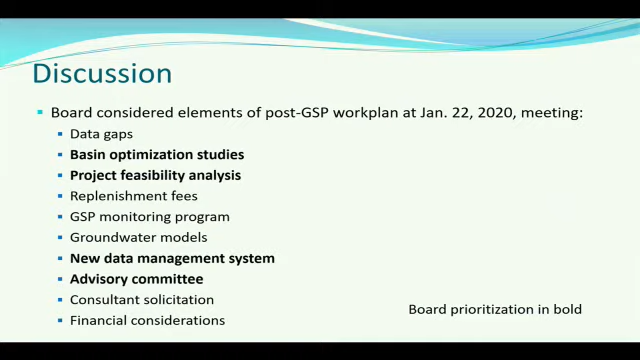 Discussion
Board considered elements of post-GSP workplan at Jan. 22, 2020, meeting:
Data gaps
Basin optimization studies
Project feasibility analysis
Replenishment fees
GSP monitoring program
Groundwater models
New data management system
Advisory committee
Consultant solicitation
Financial considerations
Board prioritization in bold